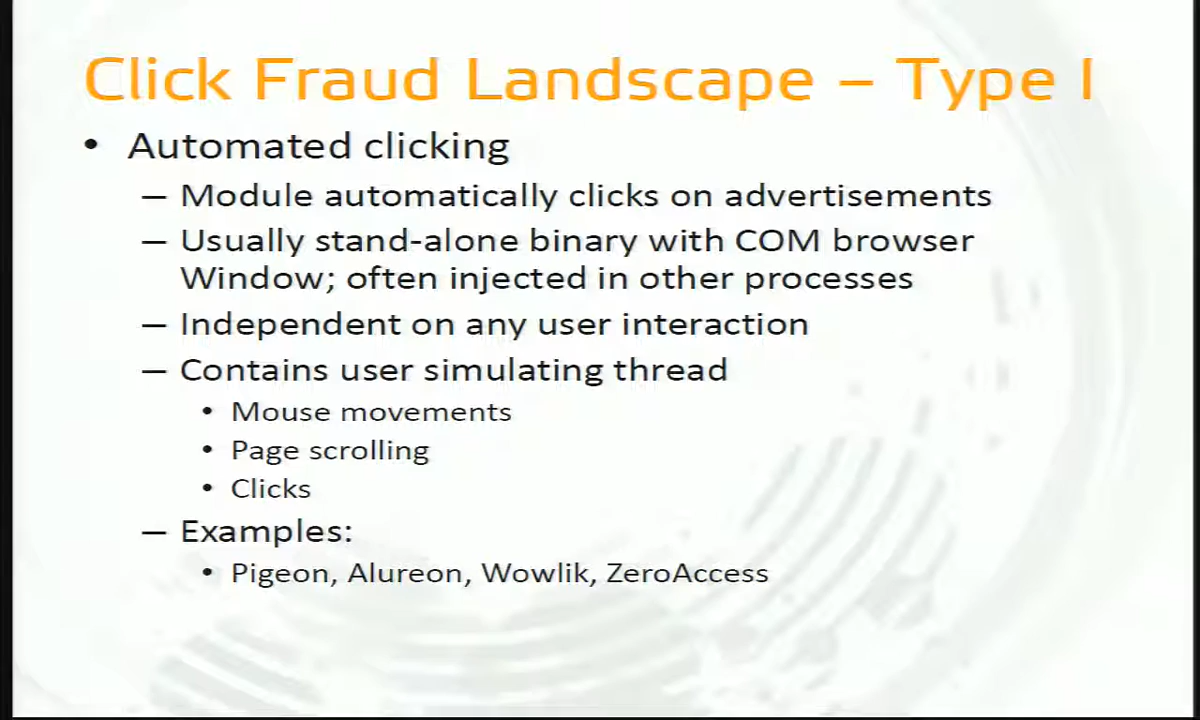 Click Fraud Landscape – Type I
• Automated clicking
– Module automatically clicks on advertisements
– Usually stand-alone binary with COM browser
Window; often injected in other processes
– Independent on any user interaction
– Contains user simulating thread
• Mouse movements
• Page scrolling
• Clicks
– Examples:
• Pigeon, Alureon, Wowlik, ZeroAccess